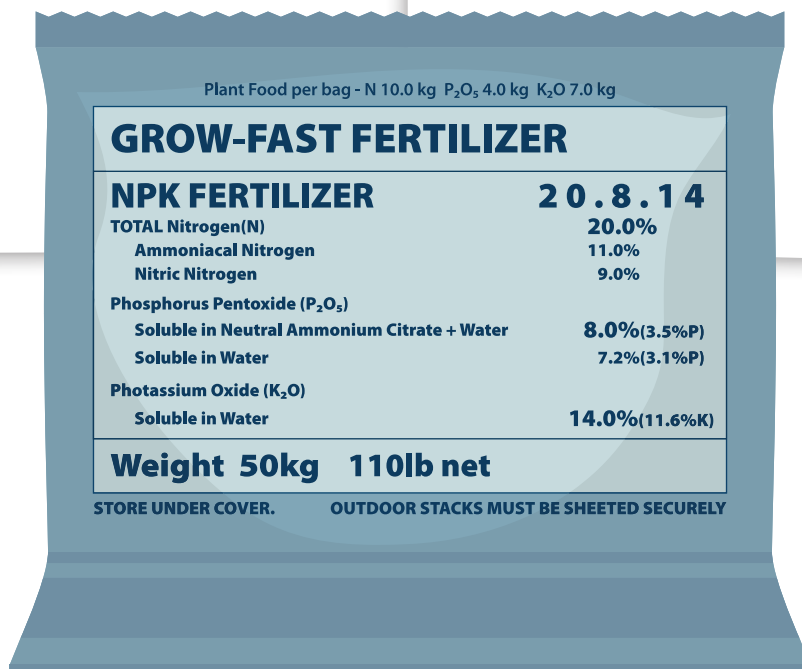 Plant Food per bag - N 10.0 kg P₂O₅ 4.0 kg K₂O 7.0 kg
GROW-FAST FERTILIZER
NPK FERTILIZER 20.8.14
TOTAL Nitrogen(N) 20.0%
Ammoniacal Nitrogen 11.0%
Nitric Nitrogen 9.0%
Phosphorus Pentoxide (P₂O₅)
Soluble in Neutral Ammonium Citrate + Water 8.0%(3.5%P)
Soluble in Water 7.2%(3.1%P)
Photassium Oxide (K₂O)
Soluble in Water 14.0%(11.6%K)
Weight 50kg 110lb net
STORE UNDER COVER. OUTDOOR STACKS MUST BE SHEETED SECURELY